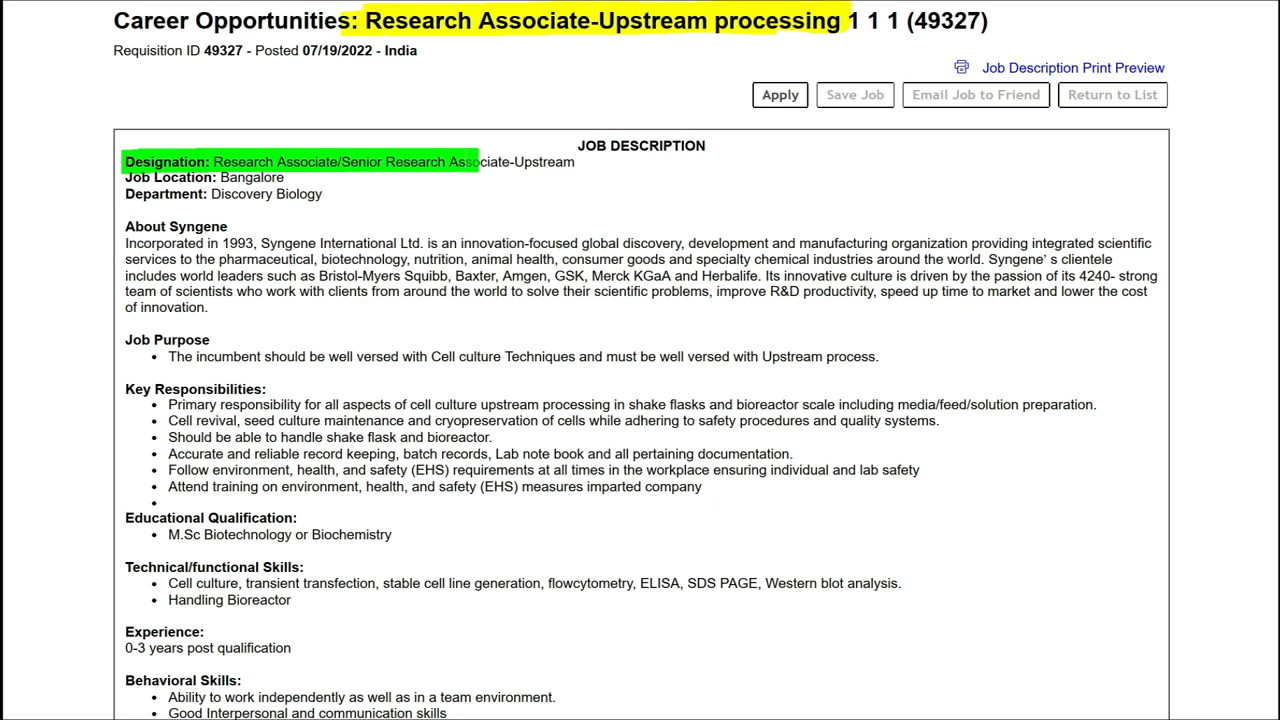 Career Opportunities: Research Associate-Upstream processing 1 1 1 (49327)
Requisition ID 49327 - Posted 07/19/2022 - India
Job Description Print Preview
Apply Save Job Email Job to Friend Return to List
JOB DESCRIPTION
Designation: Research Associate/Senior Research Associate-Upstream
Job Location: Bangalore
Department: Discovery Biology
About Syngene
Incorporated in 1993, Syngene International Ltd. is an innovation-focused global discovery, development and manufacturing organization providing integrated scientific
services to the pharmaceutical, biotechnology, nutrition, animal health, consumer goods and specialty chemical industries around the world. Syngene' s clientele
includes world leaders such as Bristol-Myers Squibb, Baxter, Amgen, GSK, Merck KGaA and Herbalife. Its innovative culture is driven by the passion of its 4240- strong
team of scientists who work with clients from around the world to solve their scientific problems, improve R&D productivity, speed up time to market and lower the cost
of innovation.
Job Purpose
• The incumbent should be well versed with Cell culture Techniques and must be well versed with Upstream process.
Key Responsibilities:
• Primary responsibility for all aspects of cell culture upstream processing in shake flasks and bioreactor scale including media/feed/solution preparation.
• Cell revival, seed culture maintenance and cryopreservation of cells while adhering to safety procedures and quality systems.
• Should be able to handle shake flask and bioreactor.
• Accurate and reliable record keeping, batch records, Lab note book and all pertaining documentation.
• Follow environment, health, and safety (EHS) requirements at all times in the workplace ensuring individual and lab safety
• Attend training on environment, health, and safety (EHS) measures imparted company
•
Educational Qualification:
• M.Sc Biotechnology or Biochemistry
Technical/functional Skills:
• Cell culture, transient transfection, stable cell line generation, flowcytometry, ELISA, SDS PAGE, Western blot analysis.
• Handling Bioreactor
Experience:
0-3 years post qualification
Behavioral Skills:
• Ability to work independently as well as in a team environment.
• Good Interpersonal and communication skills